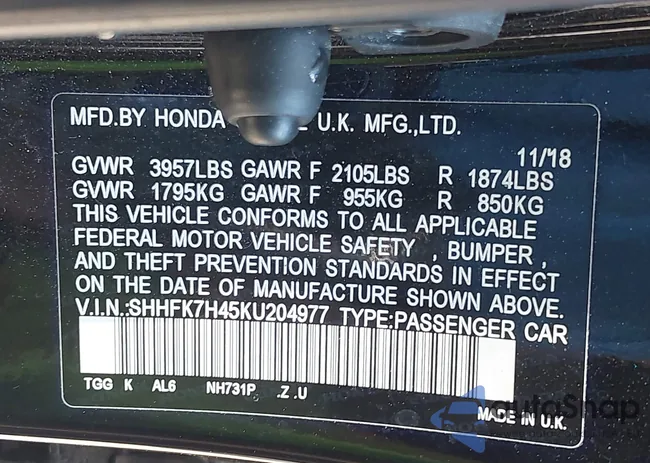 MFD.BY HONDA E U.K. MFG.,LTD.
11/18
GVWR 3957LBS GAWR F 2105LBS R 1874LBS
GVWR 1795KG GAWR F 955KG R 850KG
THIS VEHICLE CONFORMS TO ALL APPLICABLE
FEDERAL MOTOR VEHICLE SAFETY , BUMPER ,
AND THEFT PREVENTION STANDARDS IN EFFECT
ON THE DATE OF MANUFACTURE SHOWN ABOVE.
V.I.N.:SHHFK7H45KU204977 TYPE:PASSENGER CAR
TGG K AL6 NH731P .Z .U
MADE IN U.K.
autoSnap